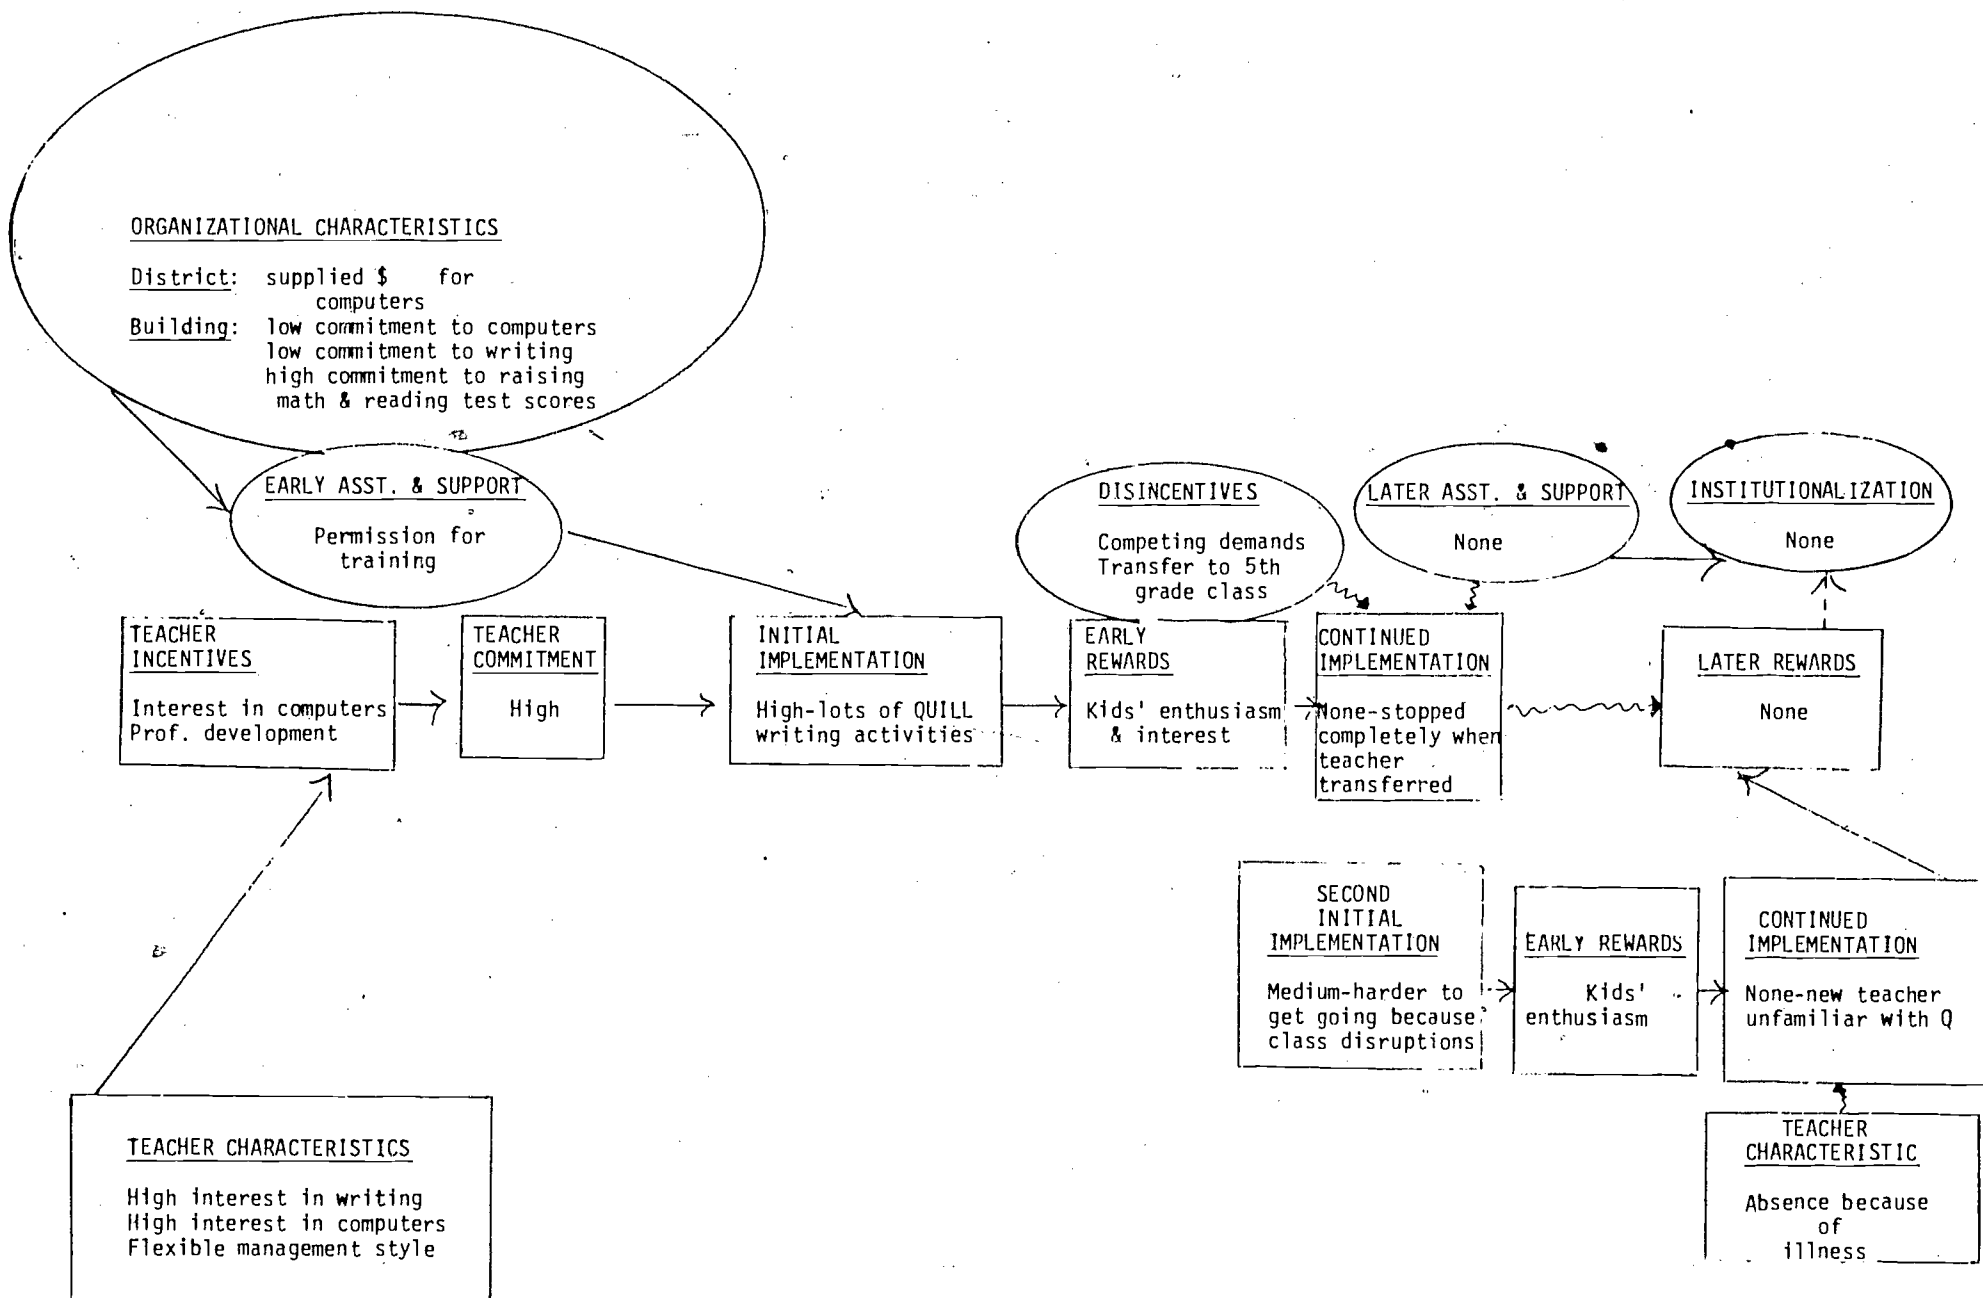 ORGANIZATIONAL CHARACTERISTICS
District: supplied $ for
computers
Building: low commitment to computers
low commitment to writing
high commitment to raising
math & reading test scores
EARLY ASST. & SUPPORT
Permission for
training
DISINCENTIVES
Competing demands
Transfer to 5th
grade class
LATER ASST. & SUPPORT
None
INSTITUTIONALIZATION
None
TEACHER
INCENTIVES
Interest in computers
Prof. development
TEACHER
COMMITMENT
High
INITIAL
IMPLEMENTATION
High-lots of QUILL
writing activities
EARLY
REWARDS
Kids' enthusiasm
& interest
CONTINUED
IMPLEMENTATION
None-stopped
completely when
teacher
transferred
LATER REWARDS
None
SECOND
INITIAL
IMPLEMENTATION
Medium-harder to
get going because
class disruptions
EARLY REWARDS
Kids'
enthusiasm
CONTINUED
IMPLEMENTATION
None-new teacher
unfamiliar with Q
TEACHER CHARACTERISTICS
High interest in writing
High interest in computers
Flexible management style
TEACHER
CHARACTERISTIC
Absence because
of
illness